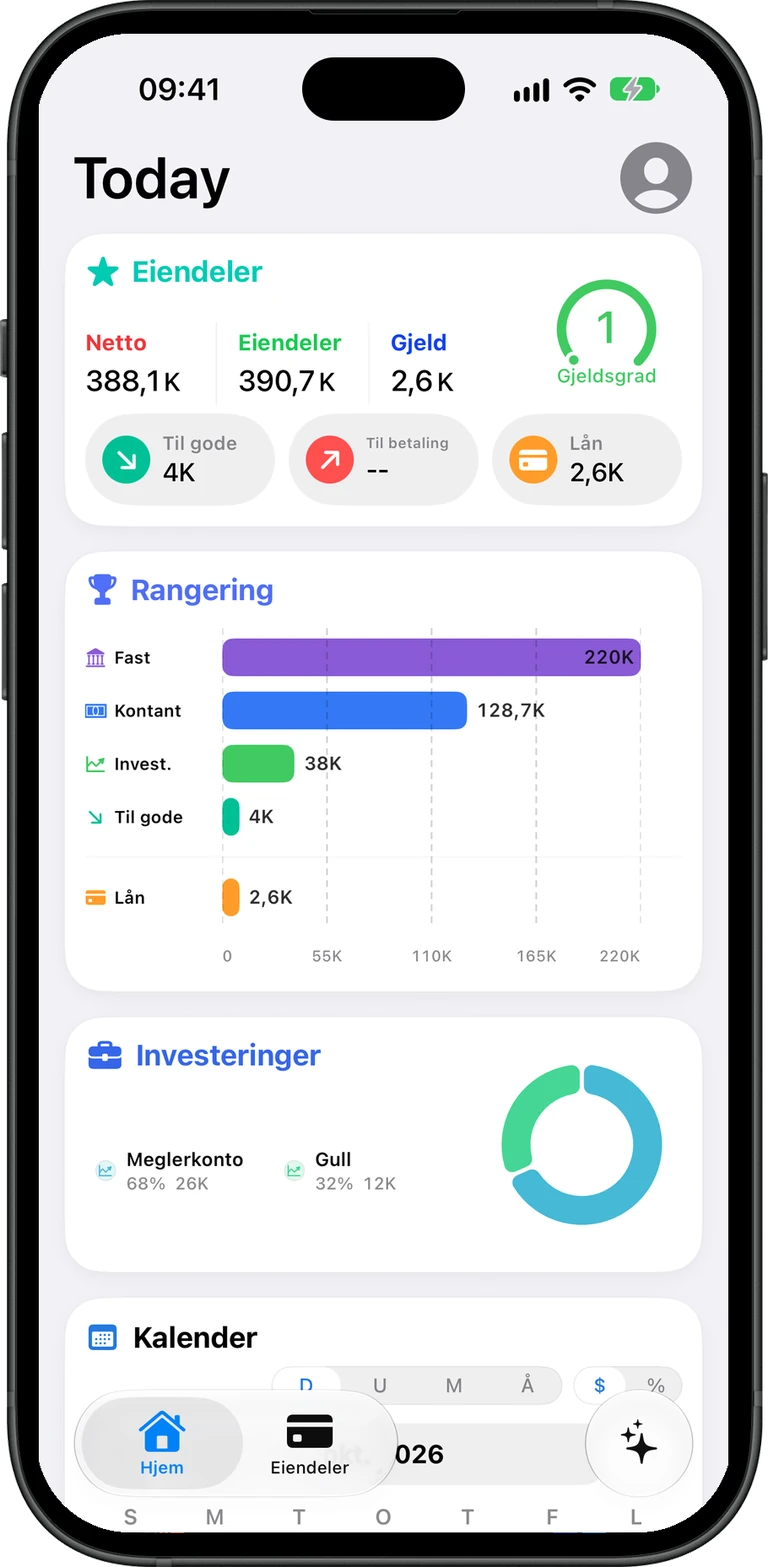 09:41
Today
Eiendeler
Netto Eiendeler Gjeld
388,1K 390,7K 2,6K
1
Gjeldsgrad
Til gode Til betaling Lån
4K -- 2,6K
Rangering
Fast 220K
Kontant 128,7K
Invest. 38K
Til gode 4K
Lån 2,6K
0 55K 110K 165K 220K
Investeringer
Meglerkonto Gull
68% 26K 32% 12K
Kalender
D U M Å $ %
026
Hjem Eiendeler
S M T O T F L